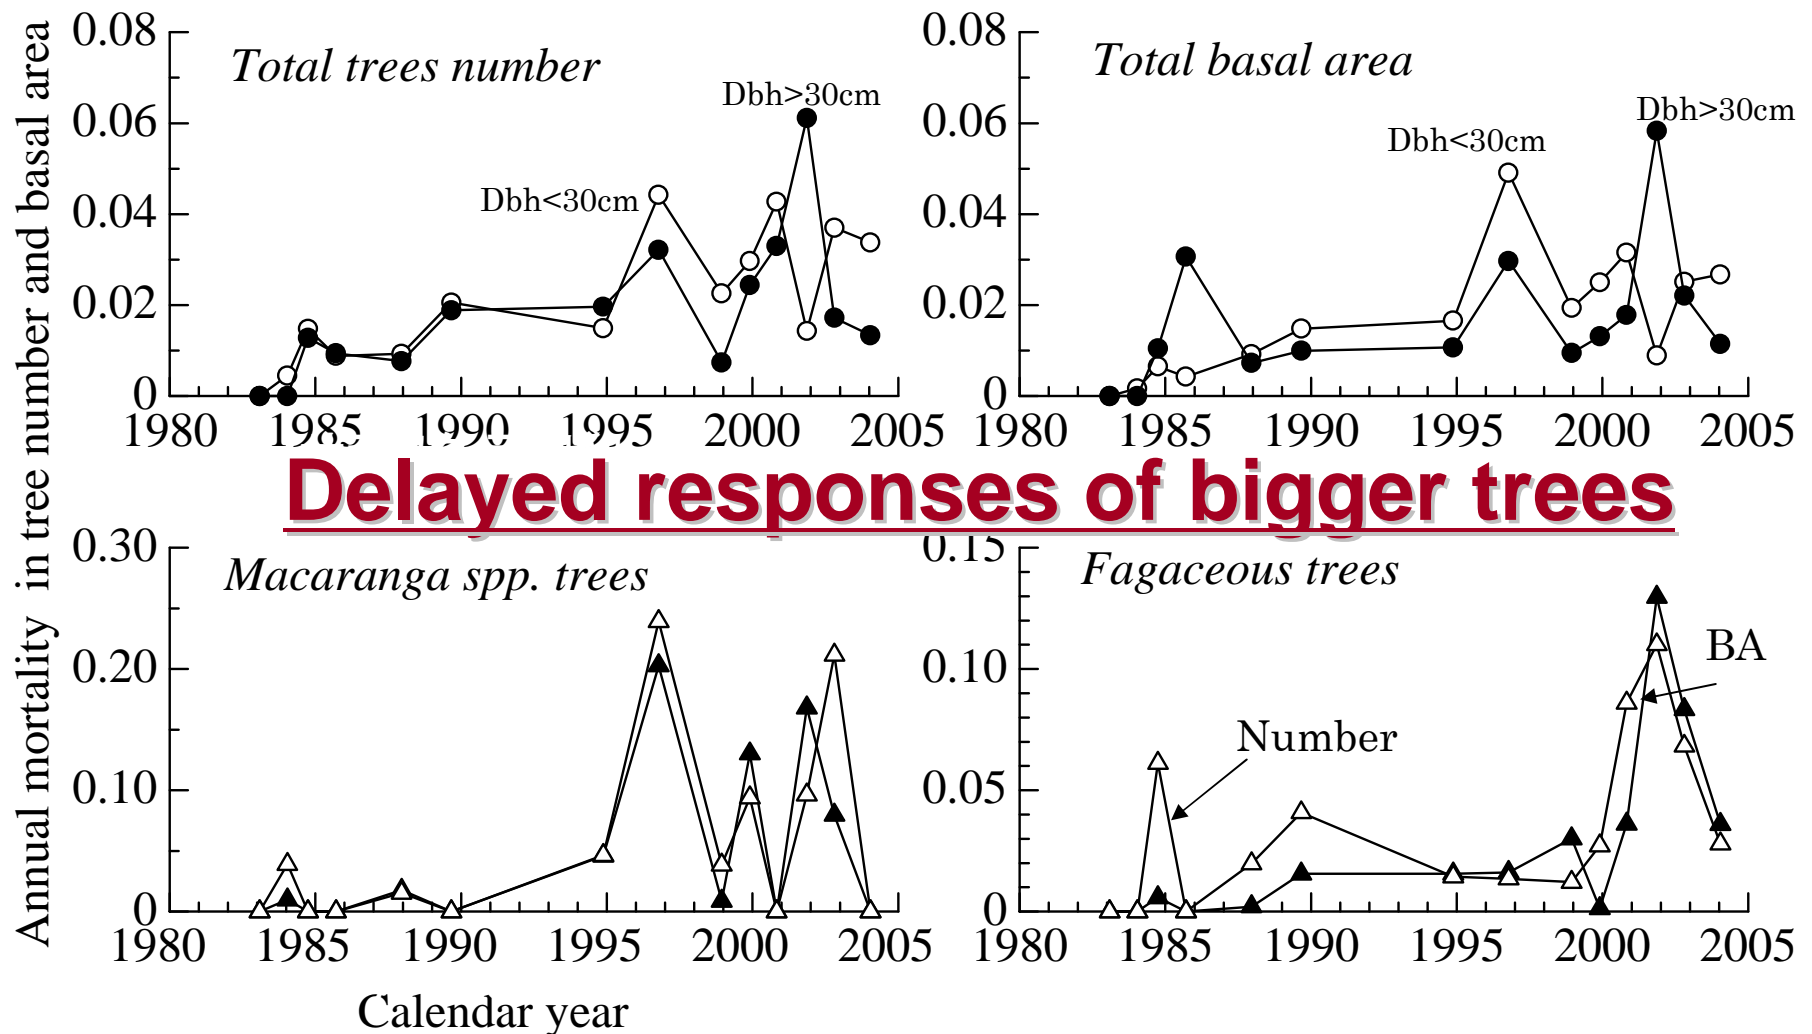 Annual mortality in tree number and basal area
0.08
0.06
0.04
0.02
0
Total trees number
Dbh>30cm
Dbh<30cm
1980 1985 1990 1995 2000 2005
0.08
0.06
0.04
0.02
0
Total basal area
Dbh>30cm
Dbh<30cm
1980 1985 1990 1995 2000 2005
Delayed responses of bigger trees
0.30
0.20
0.10
0
Macaranga spp. trees
1980 1985 1990 1995 2000 2005
0.15
0.10
0.05
0
Fagaceous trees
BA
Number
1980 1985 1990 1995 2000 2005
Calendar year